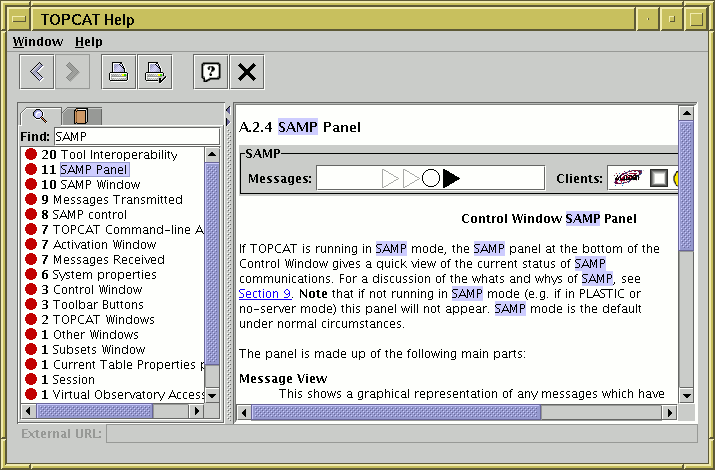 TOPCAT Help
Window Help
Find: SAMP
20 Tool Interoperability
11 SAMP Panel
10 SAMP Window
9 Messages Transmitted
8 SAMP control
7 TOPCAT Command-line A
7 Activation Window
7 Messages Received
6 System properties
3 Control Window
3 Toolbar Buttons
2 TOPCAT Windows
1 Other Windows
1 Subsets Window
1 Current Table Properties p
1 Session
1 Virtual Observatory Access
A.2.4 SAMP Panel
SAMP
Messages:
Clients:
Control Window SAMP Panel
If TOPCAT is running in SAMP mode, the SAMP panel at the bottom of the
Control Window gives a quick view of the current status of SAMP
communications. For a discussion of the whats and whys of SAMP, see
Section 9. Note that if not running in SAMP mode (e.g. if in PLASTIC or
no-server mode) this panel will not appear. SAMP mode is the default
under normal circumstances.
The panel is made up of the following main parts:
Message View
This shows a graphical representation of any messages which have
External URL: